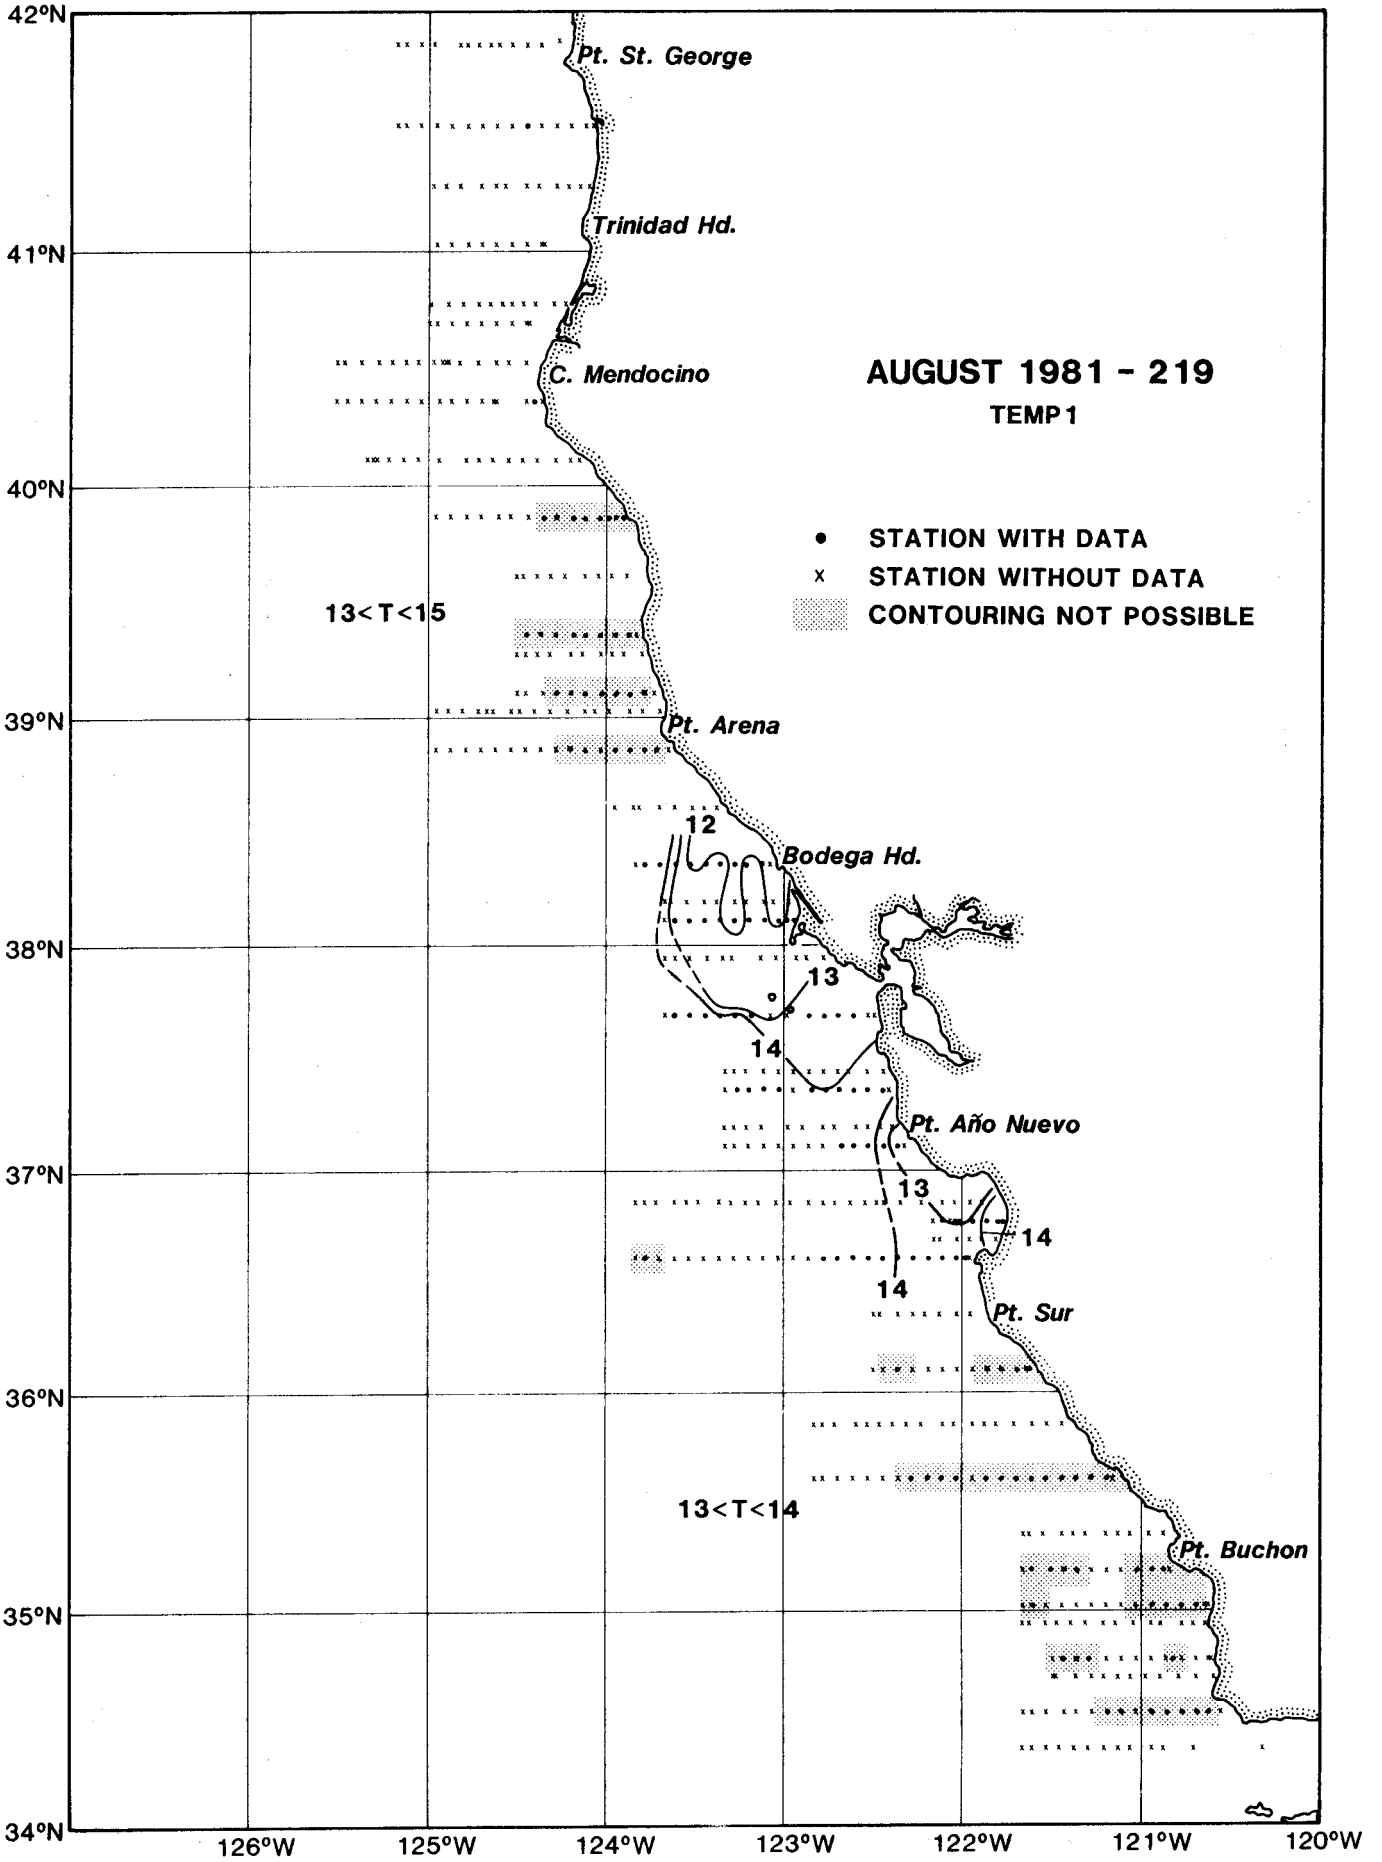 42°N
Pt. St. George
Trinidad Hd.
41°N
C. Mendocino
AUGUST 1981 - 219
TEMP1
40°N
• STATION WITH DATA
x STATION WITHOUT DATA
CONTOURING NOT POSSIBLE
13<T<15
39°N
Pt. Arena
12
Bodega Hd.
38°N
13
14
Pt. Año Nuevo
37°N
13
14
14
Pt. Sur
36°N
13<T<14
Pt. Buchon
35°N
34°N
126°W 125°W 124°W 123°W 122°W 121°W 120°W